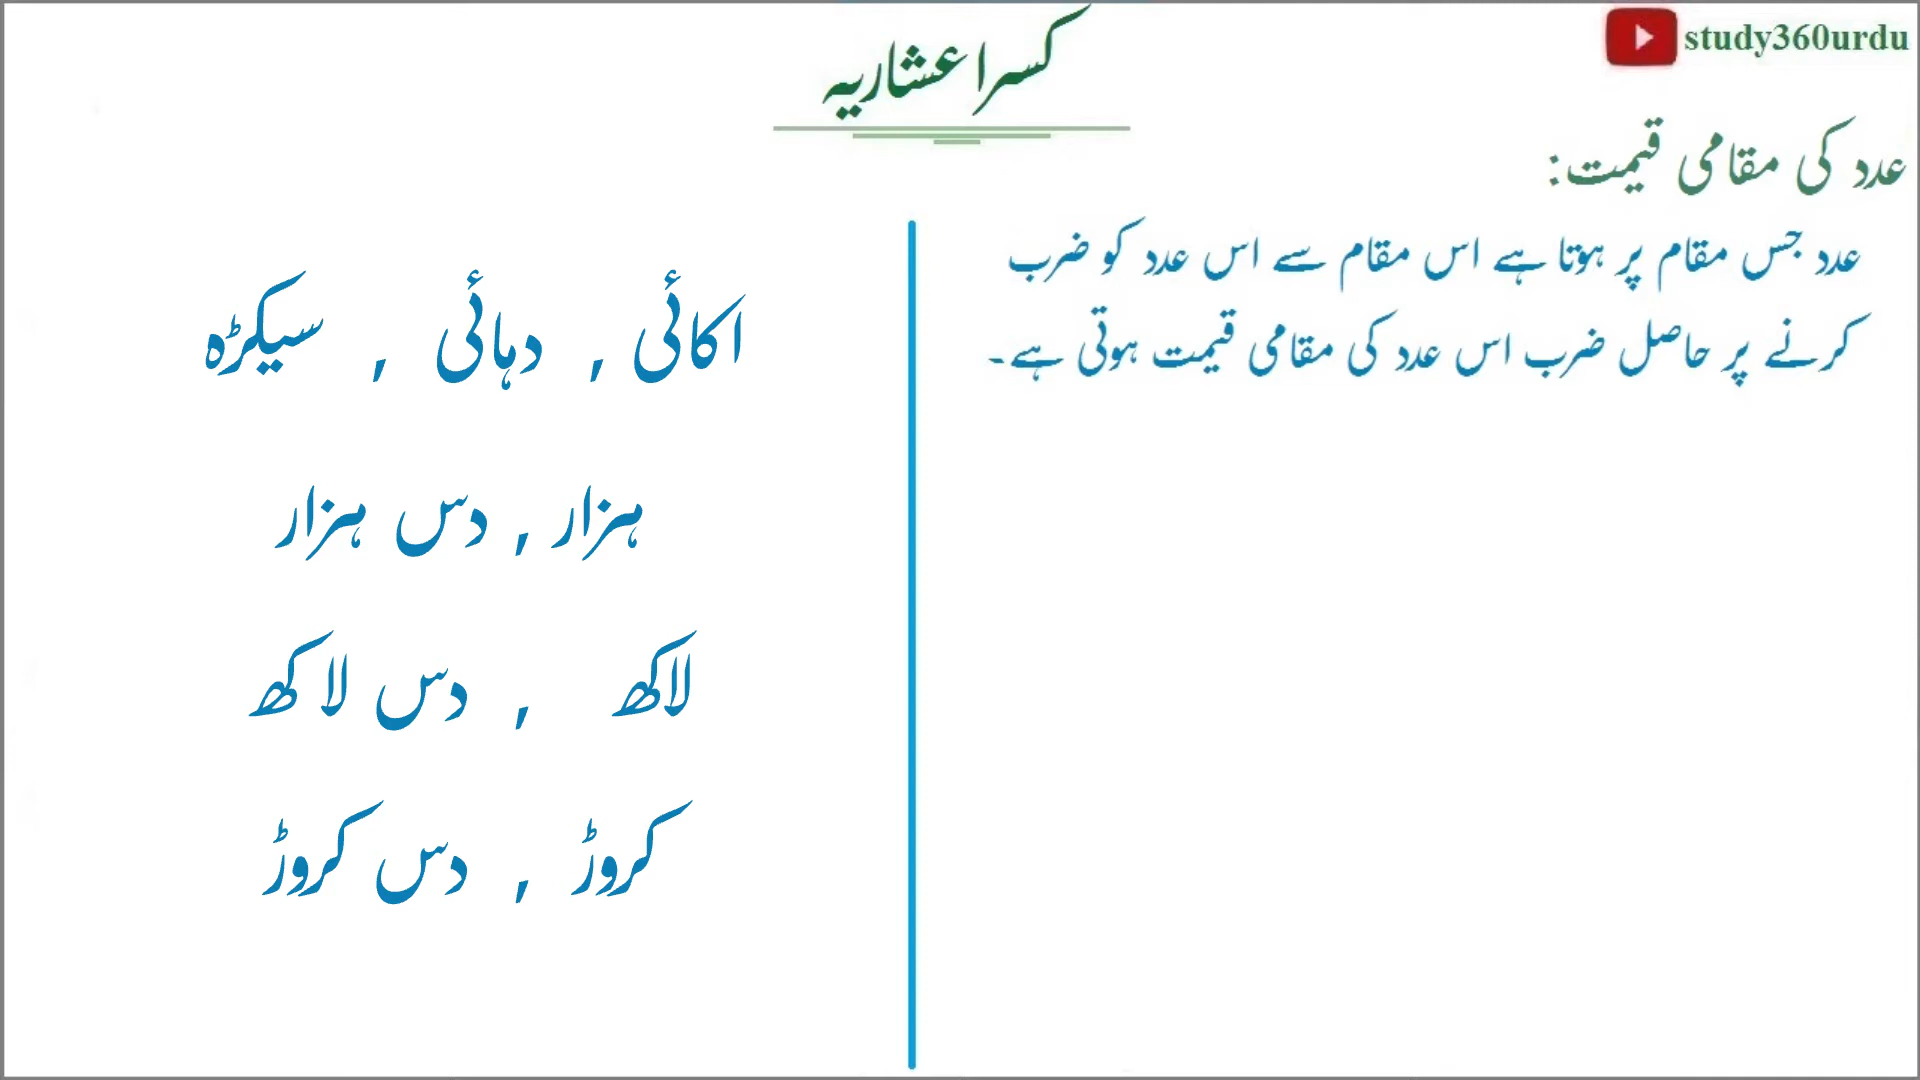 study360urdu
کسر اعشاریہ
عدد کی مقامی قیمت:
عدد جس مقام پر ہوتا ہے اس مقام سے اس عدد کو ضرب
کرنے پر حاصل ضرب اس عدد کی مقامی قیمت ہوتی ہے۔
اکائی , دہائی , سیکڑہ
ہزار , دس ہزار
لاکھ , دس لاکھ
کروڑ , دس کروڑ